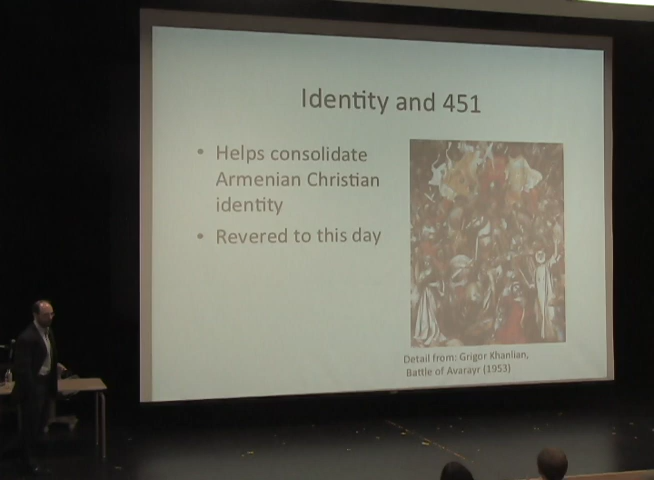 Identity and 451
• Helps consolidate
Armenian Christian
identity
• Revered to this day
Detail from: Grigor Khanlian,
Battle of Avarayr (1953)